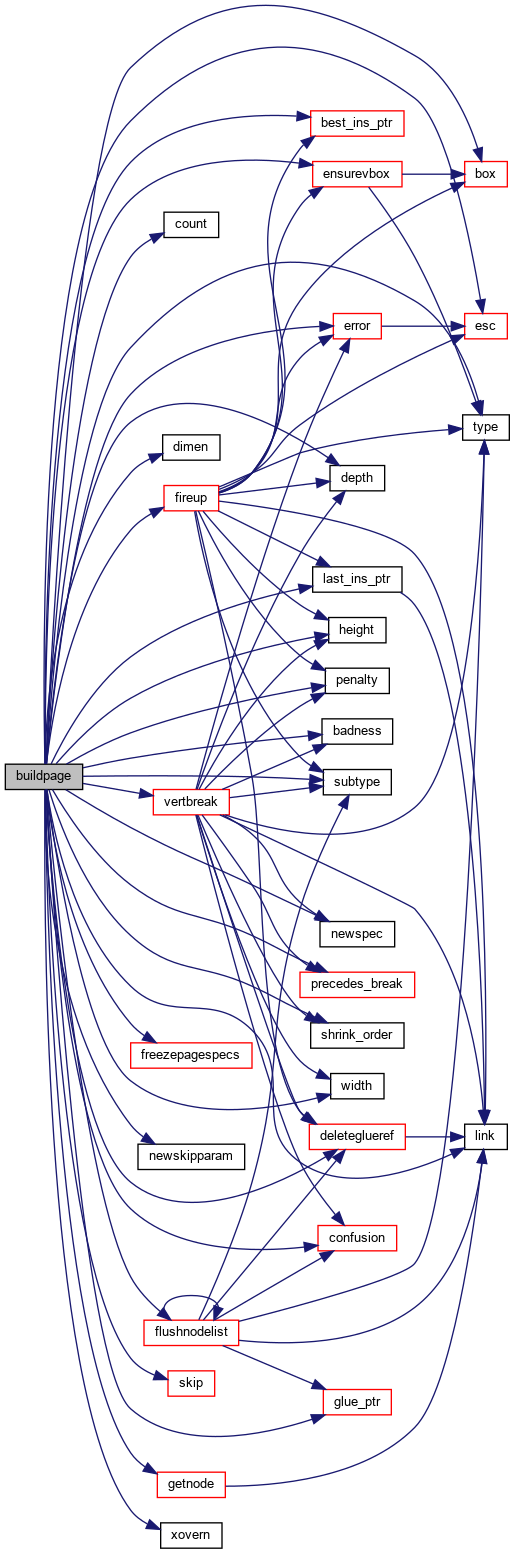 best_ins_ptr
ensurevbox
box
count
error
esc
type
dimen
depth
fireup
last_ins_ptr
height
penalty
badness
buildpage
subtype
vertbreak
newspec
precedes_break
shrink_order
freezepagespecs
width
link
deleteglueref
newskipparam
confusion
flushnodelist
skip
glue_ptr
getnode
xovern